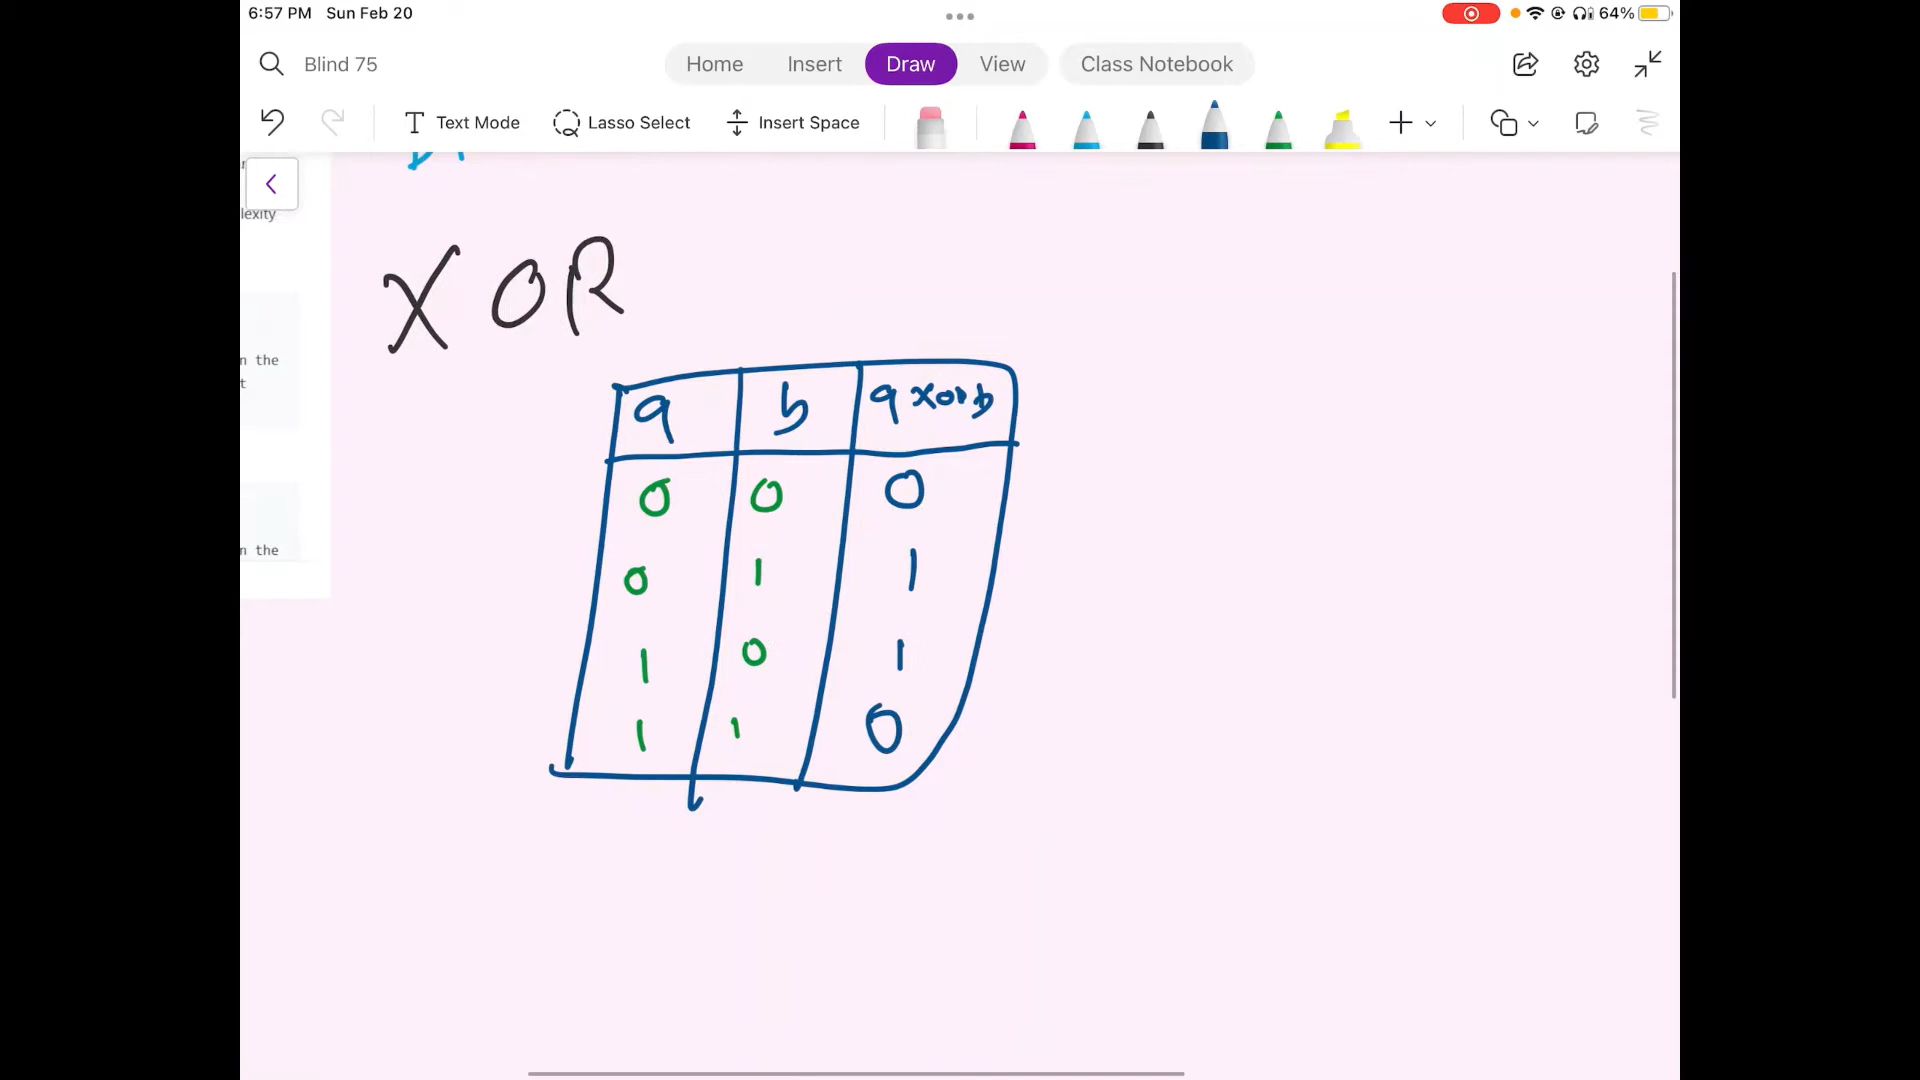 6:57 PM Sun Feb 20 64%
Blind 75 Home Insert Draw View Class Notebook
Text Mode Lasso Select Insert Space
XOR
n the
t
n the
a b a xor b
0 0 0
0 1 1
1 0 1
1 1 0